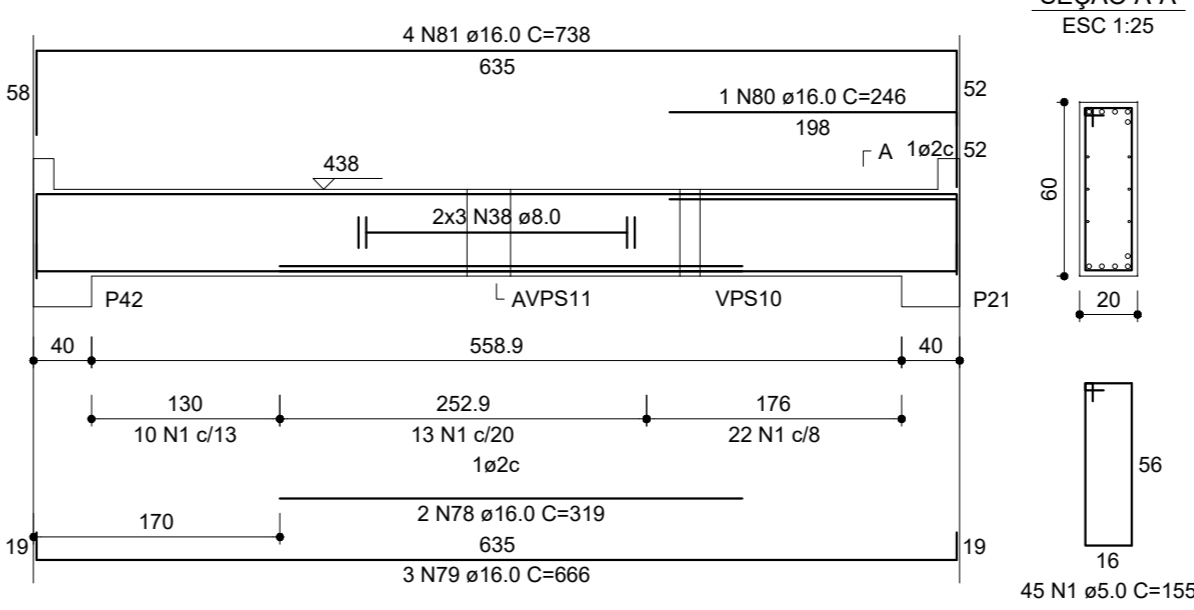 SEÇÃO A-A
ESC 1:25
4 N81 ø16.0 C=738
635
58
52
1 N80 ø16.0 C=246
198
A
1ø2c
52
438
2x3 N38 ø8.0
60
P42
AVPS11
VPS10
P21
20
40
558.9
40
130
252.9
176
10 N1 c/13
13 N1 c/20
22 N1 c/8
1ø2c
56
2 N78 ø16.0 C=319
170
19
635
19
3 N79 ø16.0 C=666
16
45 N1 ø5.0 C=155